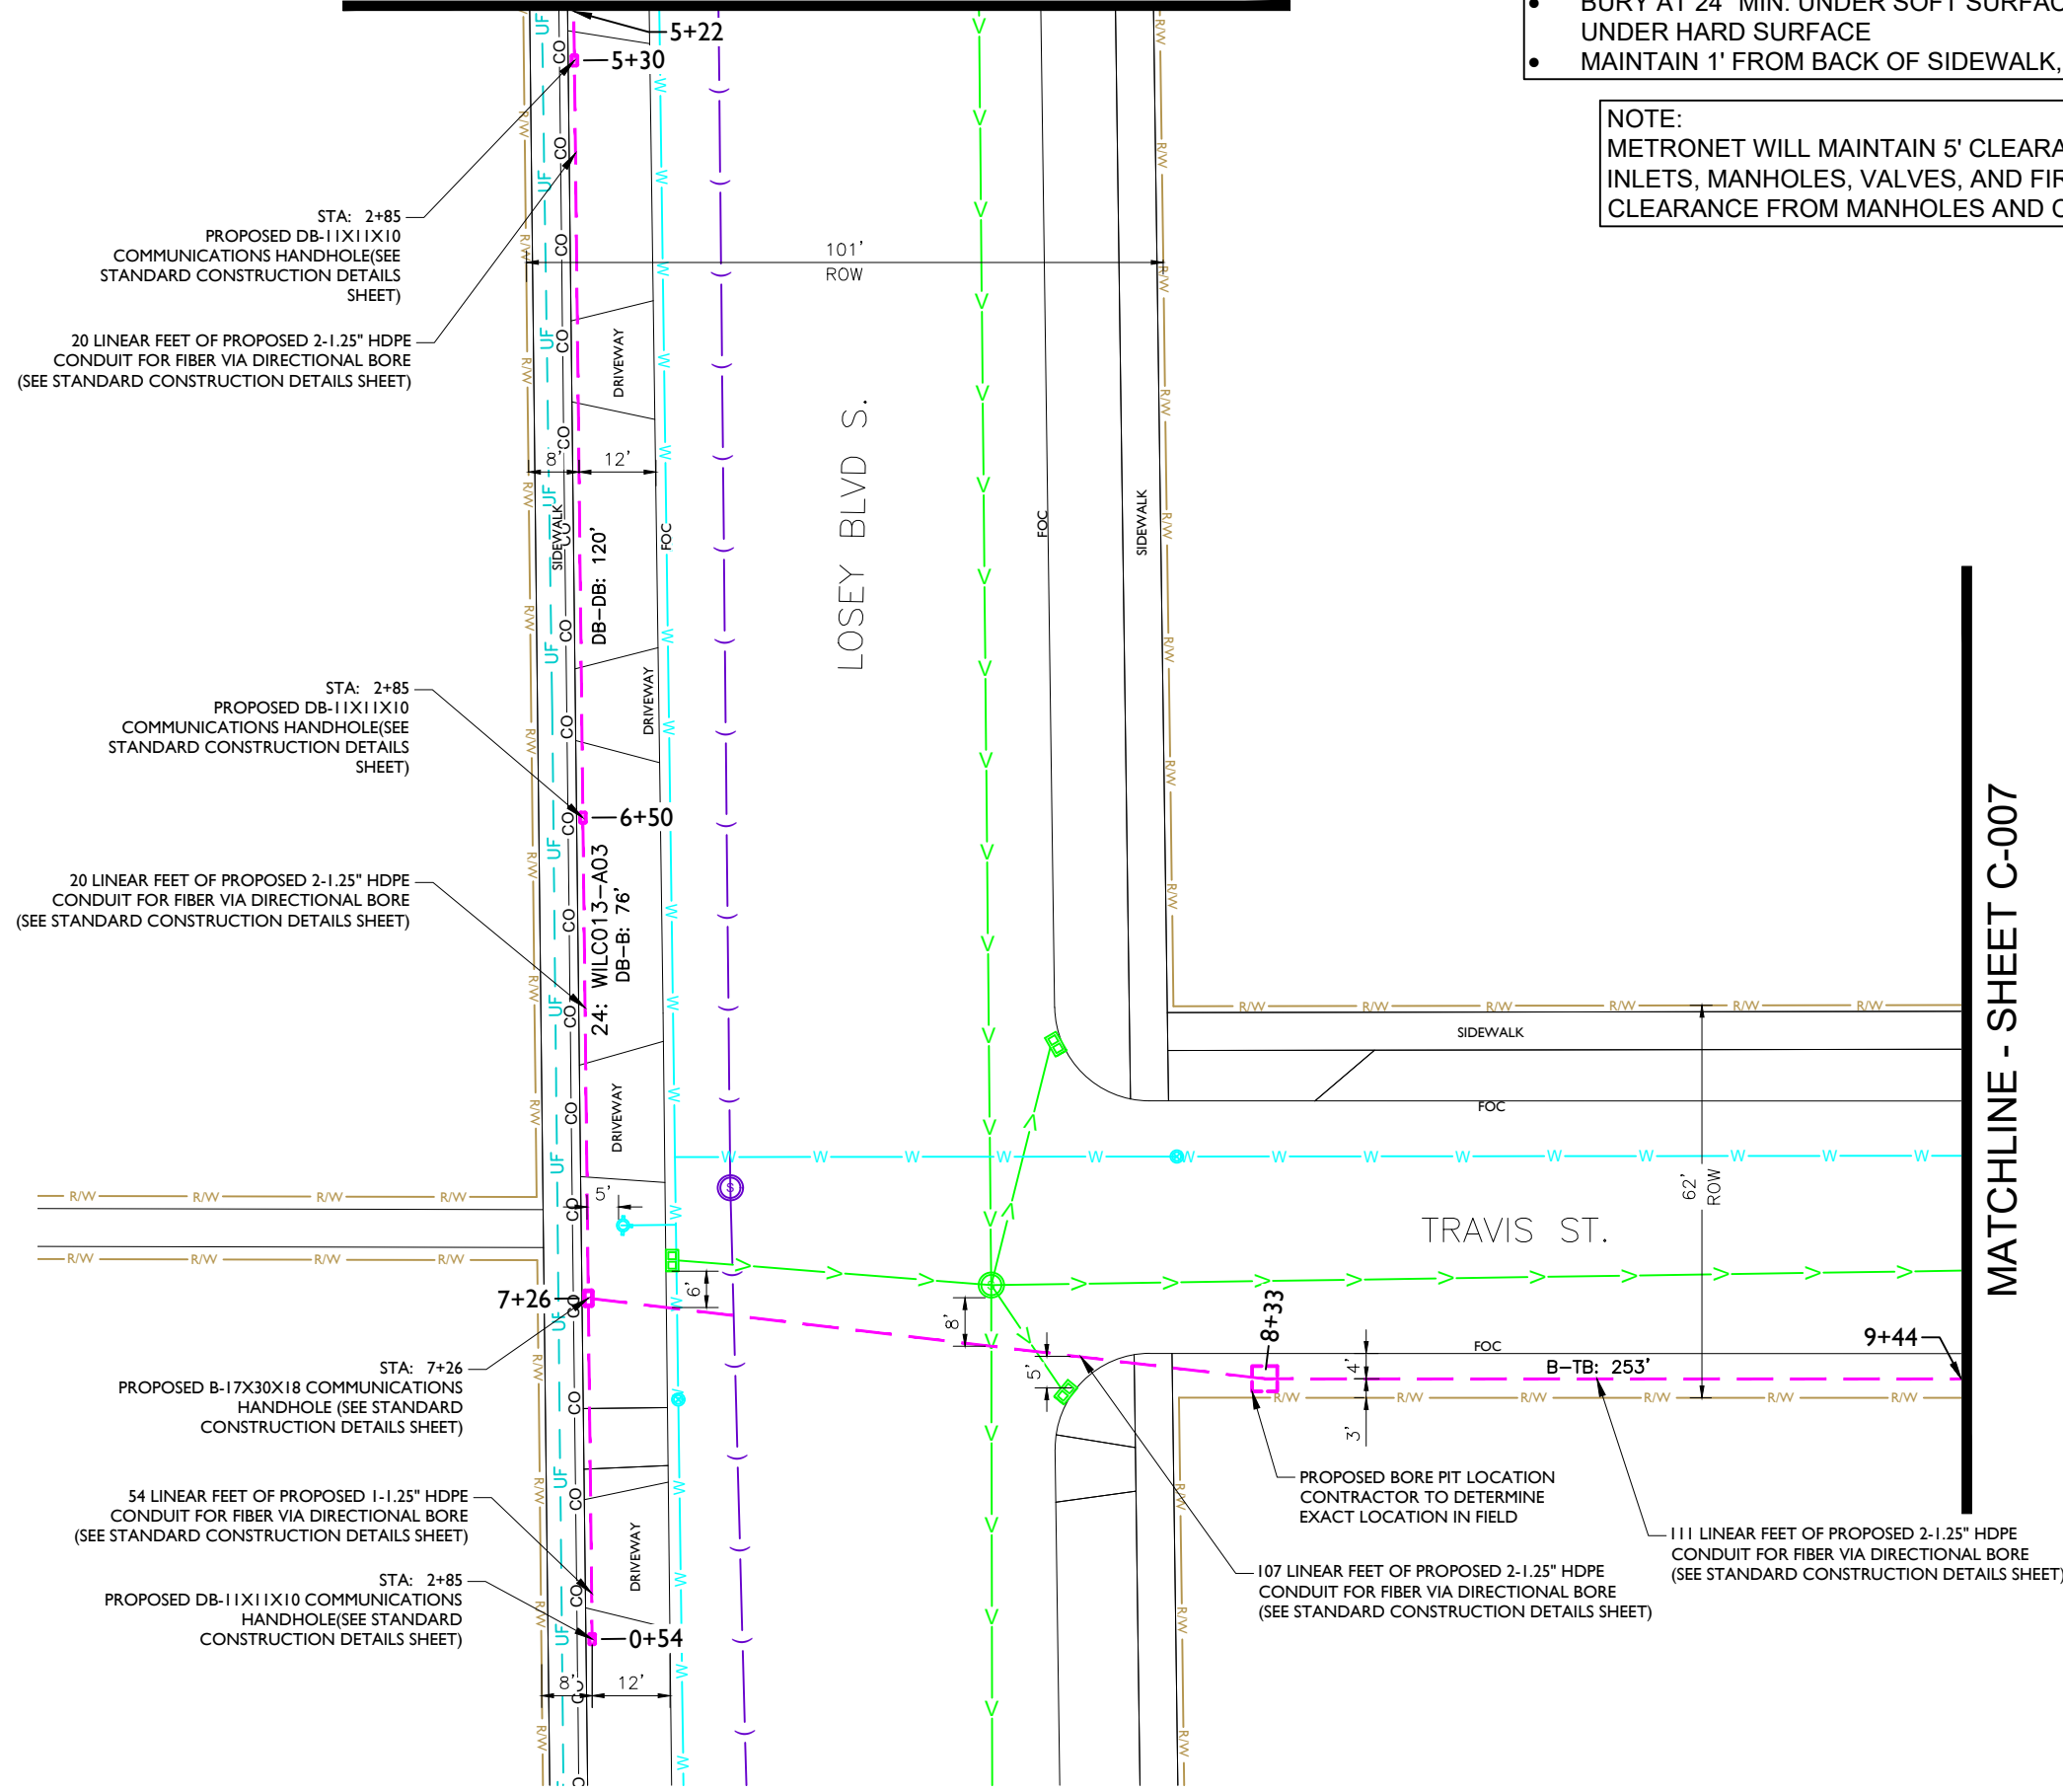 BURY AT 24" MIN. UNDER SOFT SURFAC
UNDER HARD SURFACE
MAINTAIN 1' FROM BACK OF SIDEWALK,
NOTE:
METRONET WILL MAINTAIN 5' CLEARA
INLETS, MANHOLES, VALVES, AND FIR
CLEARANCE FROM MANHOLES AND C
5+22
5+30
STA: 2+85
PROPOSED DB-11X11X10
COMMUNICATIONS HANDHOLE(SEE
STANDARD CONSTRUCTION DETAILS
SHEET)
20 LINEAR FEET OF PROPOSED 2-1.25" HDPE
CONDUIT FOR FIBER VIA DIRECTIONAL BORE
(SEE STANDARD CONSTRUCTION DETAILS SHEET)
101'
ROW
DRIVEWAY
LOSEY BLVD S.
8'
12'
SIDEWALK
FOC
FOC
SIDEWALK
DB-DB: 120'
DRIVEWAY
STA: 2+85
PROPOSED DB-11X11X10
COMMUNICATIONS HANDHOLE(SEE
STANDARD CONSTRUCTION DETAILS
SHEET)
6+50
20 LINEAR FEET OF PROPOSED 2-1.25" HDPE
CONDUIT FOR FIBER VIA DIRECTIONAL BORE
(SEE STANDARD CONSTRUCTION DETAILS SHEET)
24: WILC013-A03
DB-B: 76'
DRIVEWAY
SIDEWALK
FOC
62'
ROW
MATCHLINE - SHEET C-007
TRAVIS ST.
5'
6'
8'
5'
7+26
8+33
9+44
FOC
4'
B-TB: 253'
3'
STA: 7+26
PROPOSED B-17X30X18 COMMUNICATIONS
HANDHOLE (SEE STANDARD
CONSTRUCTION DETAILS SHEET)
PROPOSED BORE PIT LOCATION
CONTRACTOR TO DETERMINE
EXACT LOCATION IN FIELD
54 LINEAR FEET OF PROPOSED 1-1.25" HDPE
CONDUIT FOR FIBER VIA DIRECTIONAL BORE
(SEE STANDARD CONSTRUCTION DETAILS SHEET)
111 LINEAR FEET OF PROPOSED 2-1.25" HDPE
CONDUIT FOR FIBER VIA DIRECTIONAL BORE
(SEE STANDARD CONSTRUCTION DETAILS SHEET)
107 LINEAR FEET OF PROPOSED 2-1.25" HDPE
CONDUIT FOR FIBER VIA DIRECTIONAL BORE
(SEE STANDARD CONSTRUCTION DETAILS SHEET)
DRIVEWAY
STA: 2+85
PROPOSED DB-11X11X10 COMMUNICATIONS
HANDHOLE(SEE STANDARD
CONSTRUCTION DETAILS SHEET)
0+54
8'
12'
R/W
UF
CO
W
S